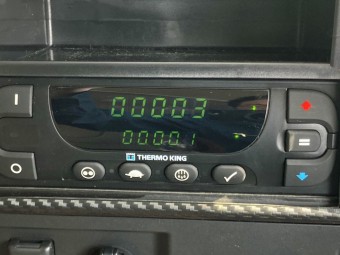 I
00003
00001
=
O
THERMO KING